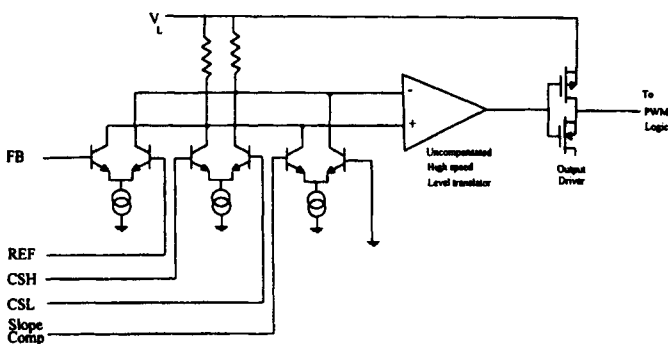 V
L
-
+
To
PWM
Logic
FB
Uncompensated
High speed
Level translator
Output
Driver
REF
CSH
CSL
Slope
Comp